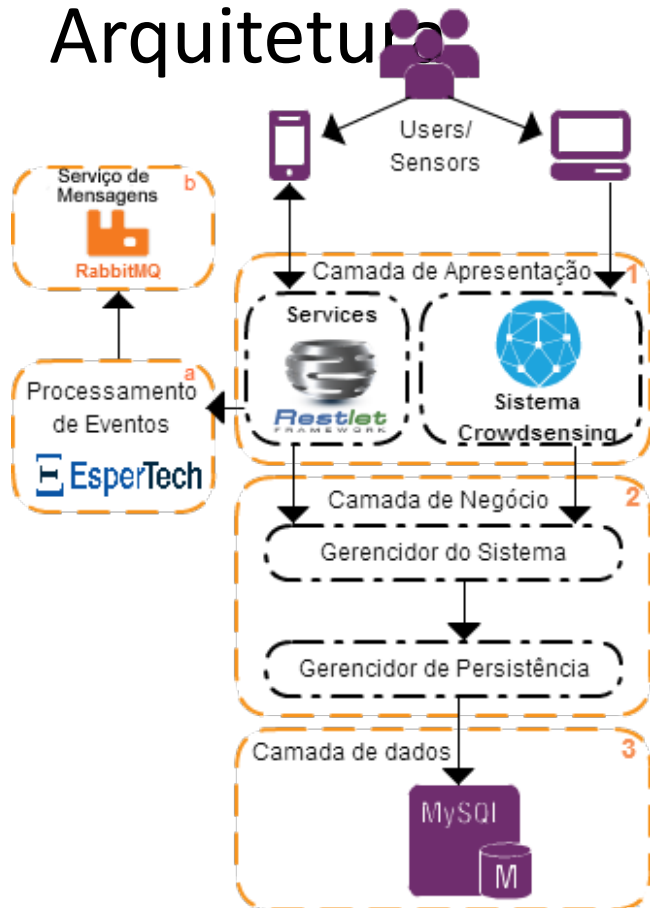 Arquitetura
Users/
Sensors
Serviço de
Mensagens
b
RabbitMQ
Camada de Apresentação
1
Services
Restlet
FRAMEWORK
Sistema
Crowdsensing
a
Processamento
de Eventos
EsperTech
Camada de Negócio
2
Gerencidor do Sistema
Gerencidor de Persistência
Camada de dados
3
MySQl
M